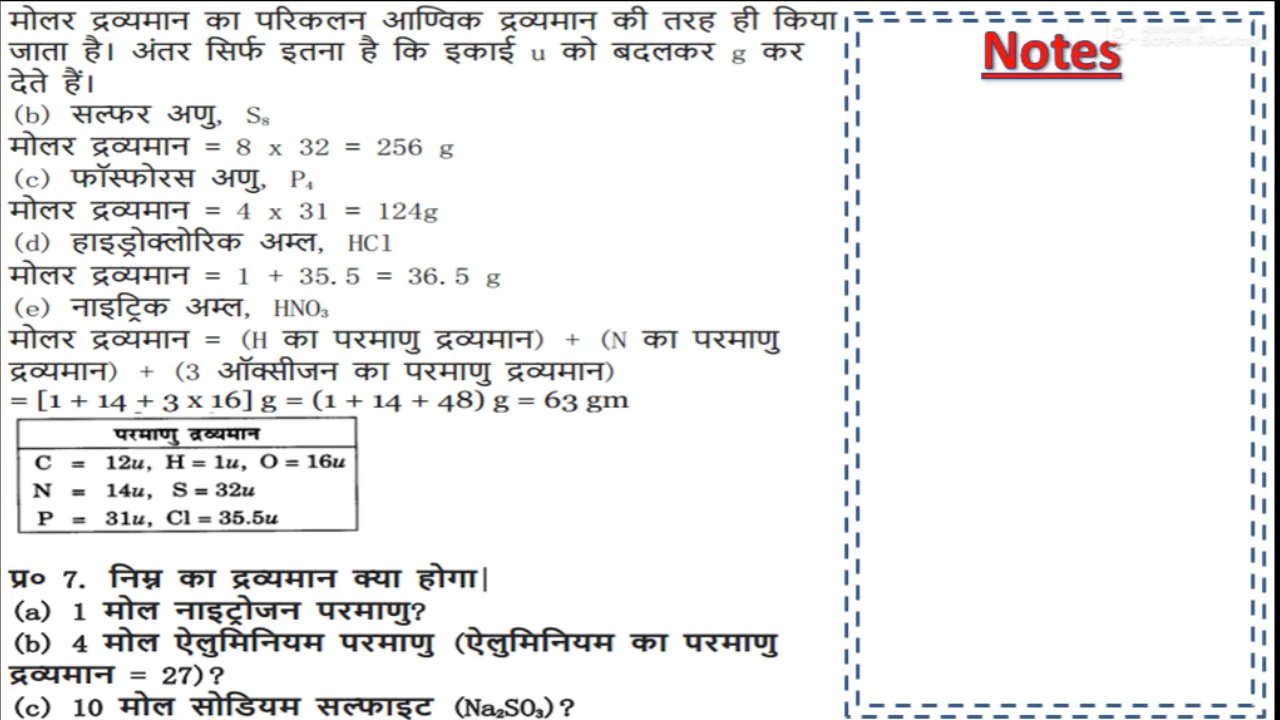 मोलर द्रव्यमान का परिकलन आण्विक द्रव्यमान की तरह ही किया
जाता है। अंतर सिर्फ इतना है कि इकाई u को बदलकर g कर
देते हैं।
(b) सल्फर अणु, S₈
मोलर द्रव्यमान = 8 x 32 = 256 g
(c) फॉस्फोरस अणु, P₄
मोलर द्रव्यमान = 4 x 31 = 124g
(d) हाइड्रोक्लोरिक अम्ल, HCl
मोलर द्रव्यमान = 1 + 35.5 = 36.5 g
(e) नाइट्रिक अम्ल, HNO₃
मोलर द्रव्यमान = (H का परमाणु द्रव्यमान) + (N का परमाणु
द्रव्यमान) + (3 ऑक्सीजन का परमाणु द्रव्यमान)
= [1 + 14 + 3 x 16] g = (1 + 14 + 48) g = 63 gm
परमाणु द्रव्यमान
C = 12u, H = 1u, O = 16u
N = 14u, S = 32u
P = 31u, Cl = 35.5u
प्र० 7. निम्न का द्रव्यमान क्या होगा|
(a) 1 मोल नाइट्रोजन परमाणु?
(b) 4 मोल ऐलुमिनियम परमाणु (ऐलुमिनियम का परमाणु
द्रव्यमान = 27)?
(c) 10 मोल सोडियम सल्फाइट (Na₂SO₃)?
Notes
Screen Recorder